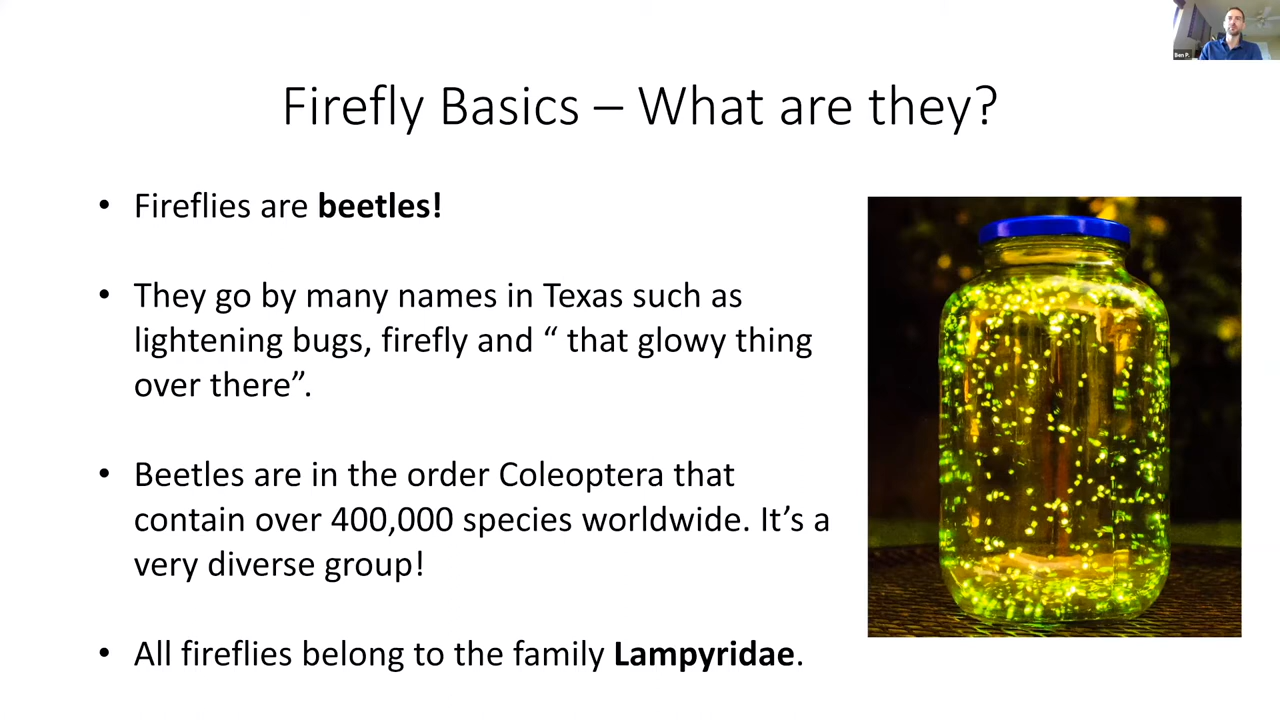 Ben P.
Firefly Basics – What are they?
• Fireflies are beetles!
• They go by many names in Texas such as
lightening bugs, firefly and “ that glowy thing
over there”.
• Beetles are in the order Coleoptera that
contain over 400,000 species worldwide. It’s a
very diverse group!
• All fireflies belong to the family Lampyridae.